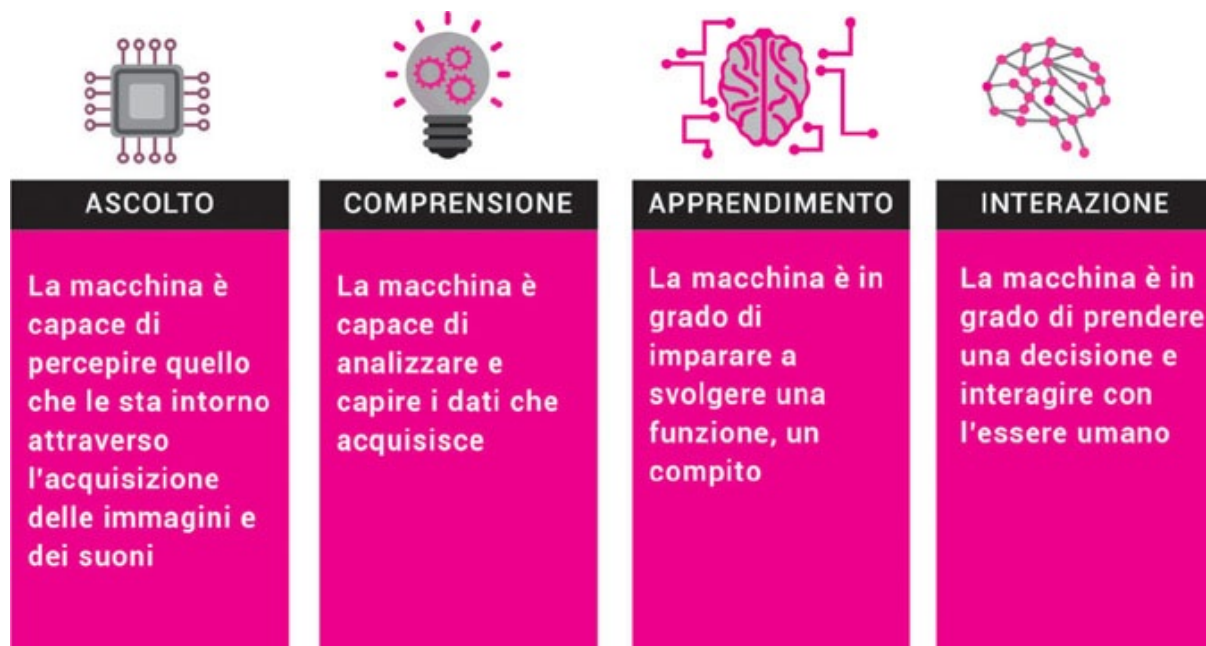 ASCOLTO
La macchina è
capace di
percepire quello
che le sta intorno
attraverso
l'acquisizione
delle immagini e
dei suoni
COMPRENSIONE
La macchina è
capace di
analizzare e
capire i dati che
acquisisce
APPRENDIMENTO
La macchina è in
grado di
imparare a
svolgere una
funzione, un
compito
INTERAZIONE
La macchina è in
grado di prendere
una decisione e
interagire con
l'essere umano